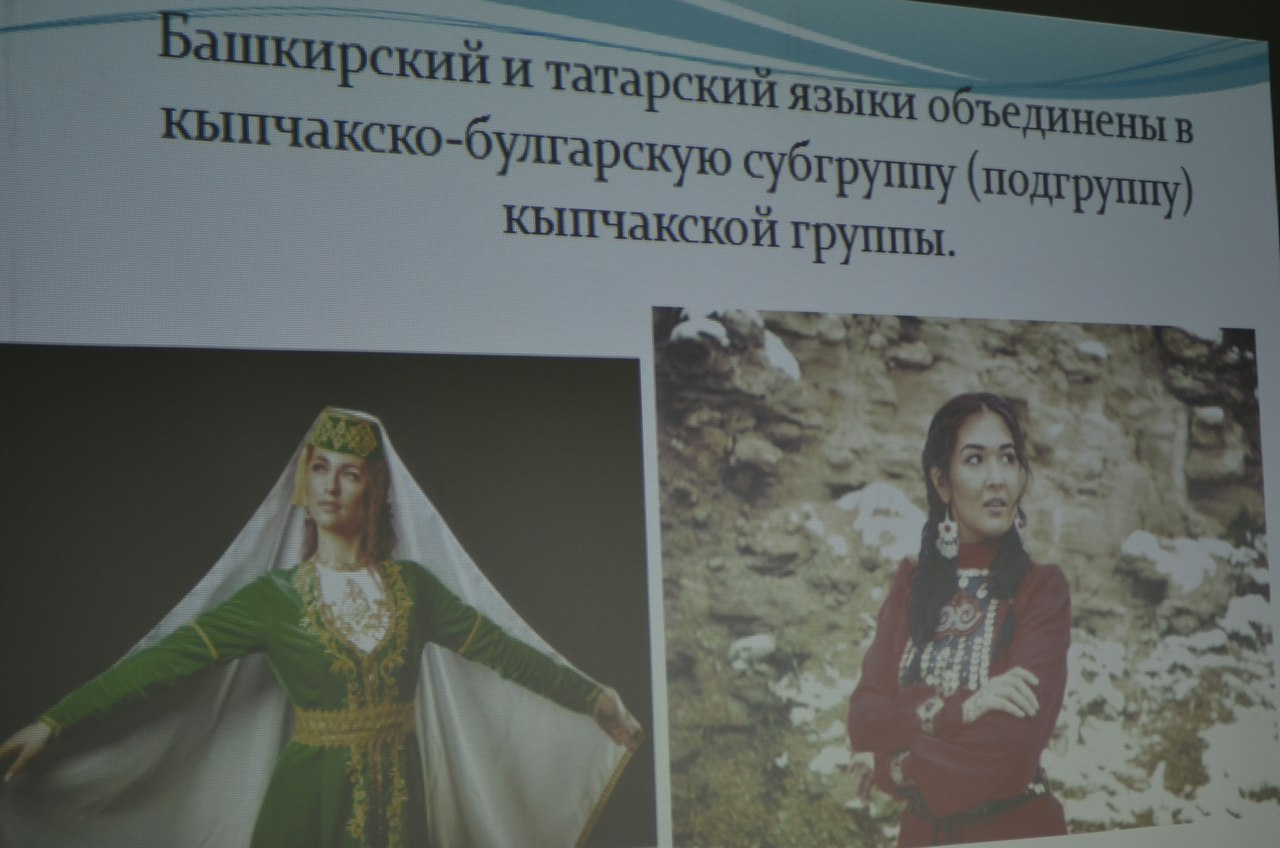 Башкирский и татарский языки объединены в
кыпчакско-булгарскую субгруппу (подгруппу)
кыпчакской группы.